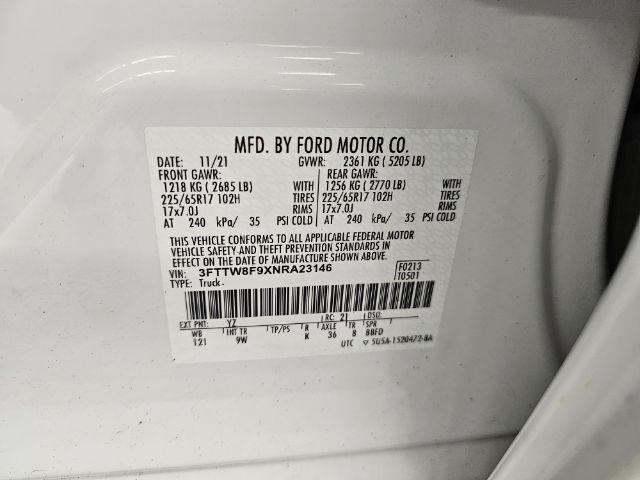 MFD. BY FORD MOTOR CO.
DATE: 11/21 GVWR: 2361 KG ( 5205 LB)
FRONT GAWR: REAR GAWR:
1218 KG ( 2685 LB) WITH 1256 KG ( 2770 LB) WITH
225/65R17 102H TIRES 225/65R17 102H TIRES
17x7.0J RIMS 17x7.0J RIMS
AT 240 kPa/ 35 PSI COLD AT 240 kPa/ 35 PSI COLD
THIS VEHICLE CONFORMS TO ALL APPLICABLE FEDERAL MOTOR
VEHICLE SAFETY AND THEFT PREVENTION STANDARDS IN
EFFECT ON THE DATE OF MANUFACTURE SHOWN ABOVE.
VIN: 3FTTW8F9XNRA23146 F0213
TYPE: Truck T0501
EXT PNT: YZ RC: 21 DSO:
WB INT TR TP/PS R AXLE TR SPR
121 9W K 36 8 BBFD
UTC ▽ 5U5A-1520472-BA